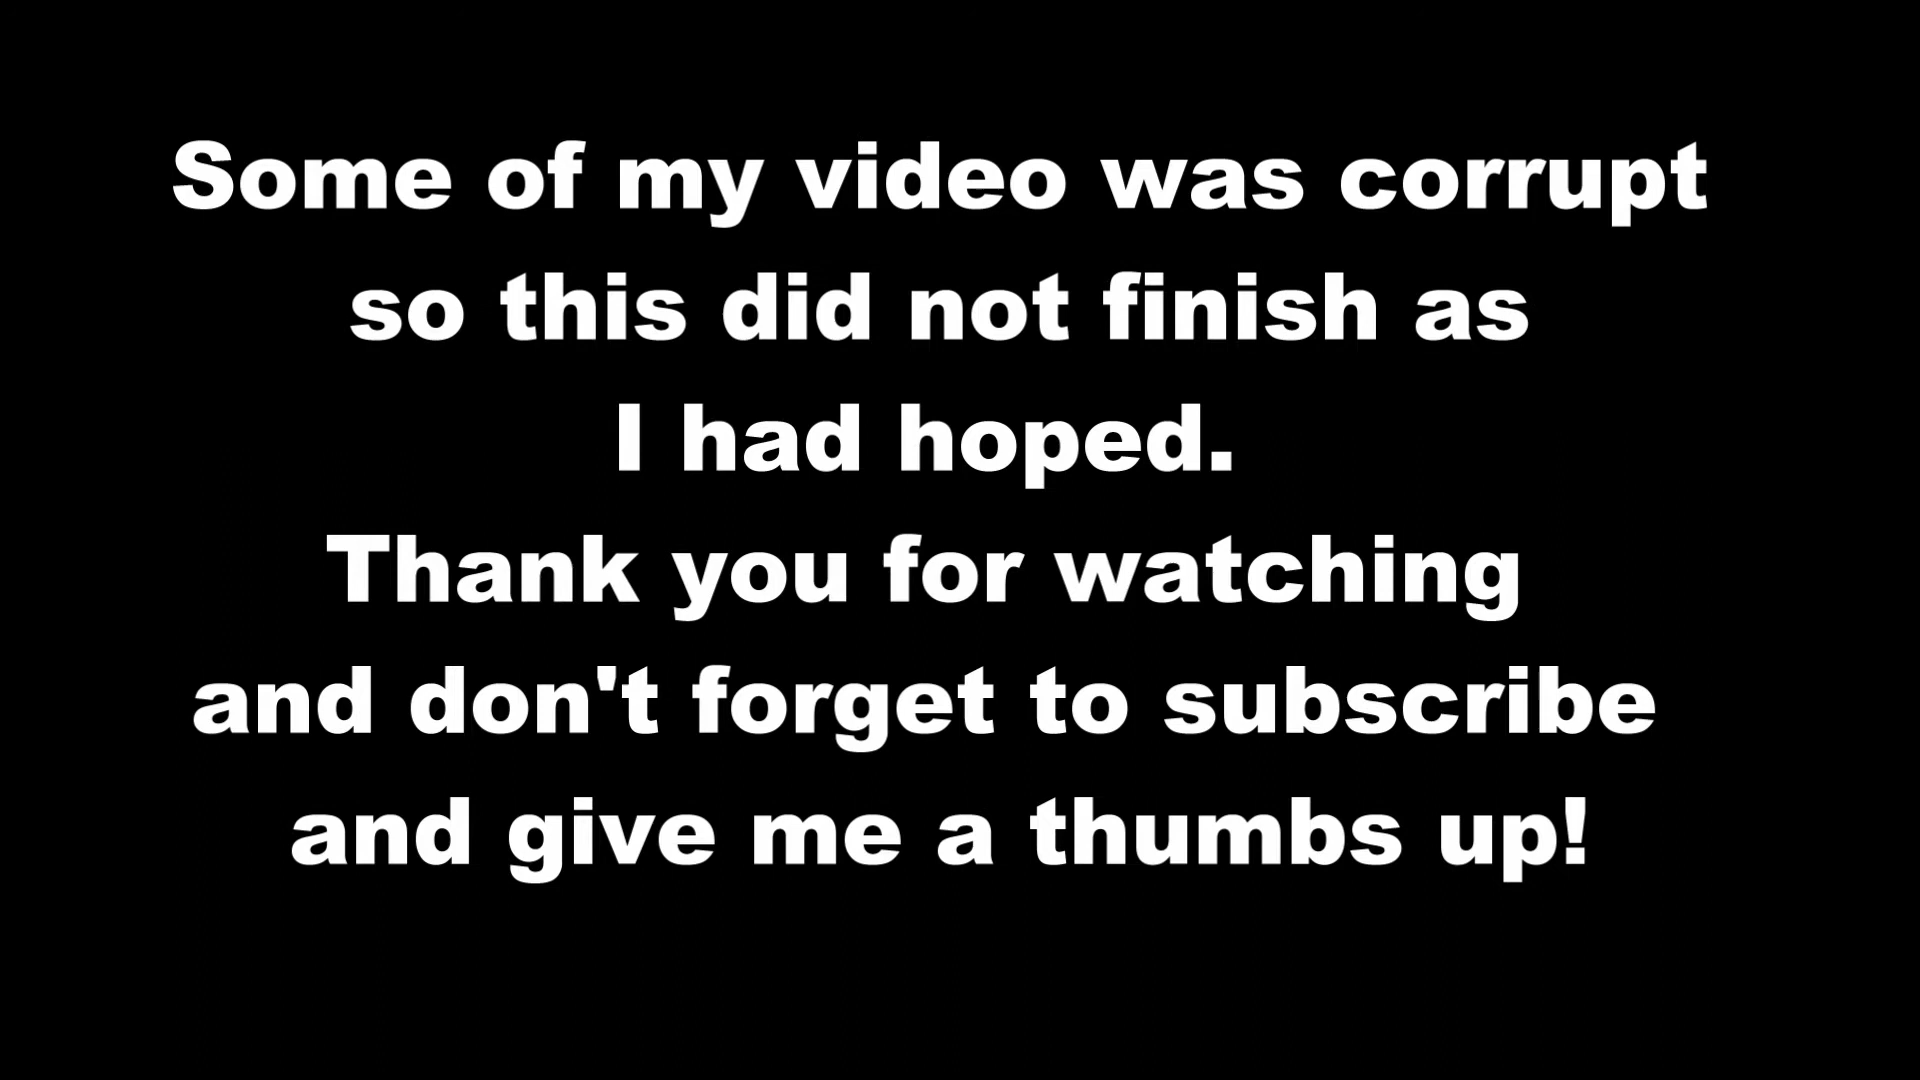 Some of my video was corrupt
so this did not finish as
I had hoped.
Thank you for watching
and don't forget to subscribe
and give me a thumbs up!